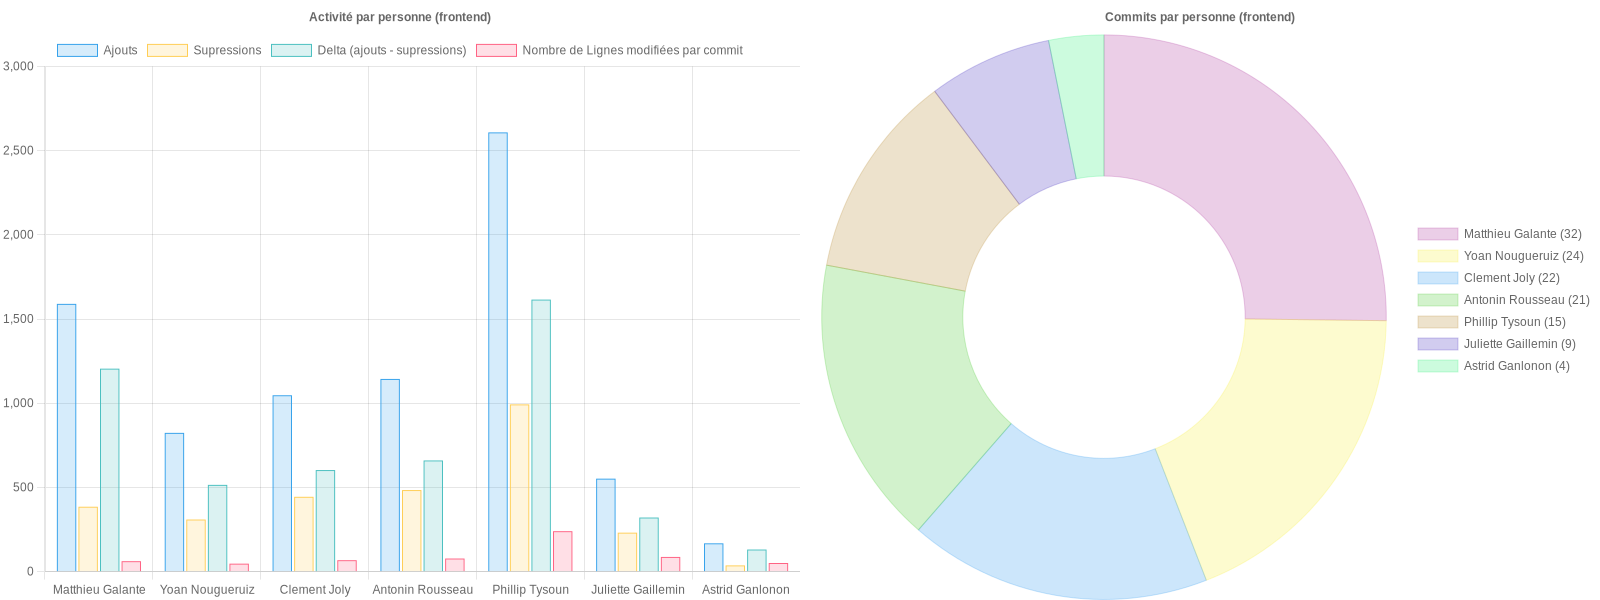 Activité par personne (frontend)
Ajouts Supressions Delta (ajouts - supressions) Nombre de Lignes modifiées par commit
3,000
2,500
2,000
1,500
1,000
500
0
Matthieu Galante Yoan Nougueruiz Clement Joly Antonin Rousseau Phillip Tysoun Juliette Gaillemin Astrid Ganlonon
Commits par personne (frontend)
Matthieu Galante (32)
Yoan Nougueruiz (24)
Clement Joly (22)
Antonin Rousseau (21)
Phillip Tysoun (15)
Juliette Gaillemin (9)
Astrid Ganlonon (4)